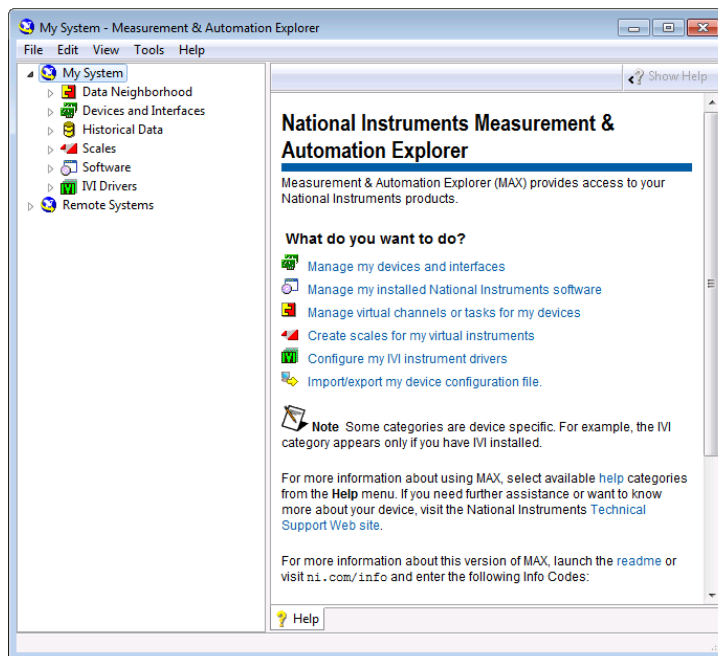 My System - Measurement & Automation Explorer
File Edit View Tools Help
My System
Data Neighborhood
Devices and Interfaces
Historical Data
Scales
Software
IVI Drivers
Remote Systems
Show Help
National Instruments Measurement &
Automation Explorer
Measurement & Automation Explorer (MAX) provides access to your
National Instruments products.
What do you want to do?
Manage my devices and interfaces
Manage my installed National Instruments software
Manage virtual channels or tasks for my devices
Create scales for my virtual instruments
Configure my IVI instrument drivers
Import/export my device configuration file.
Note Some categories are device specific. For example, the IVI
category appears only if you have IVI installed.
For more information about using MAX, select available help categories
from the Help menu. If you need further assistance or want to know
more about your device, visit the National Instruments Technical
Support Web site.
For more information about this version of MAX, launch the readme or
visit ni.com/info and enter the following Info Codes:
Help